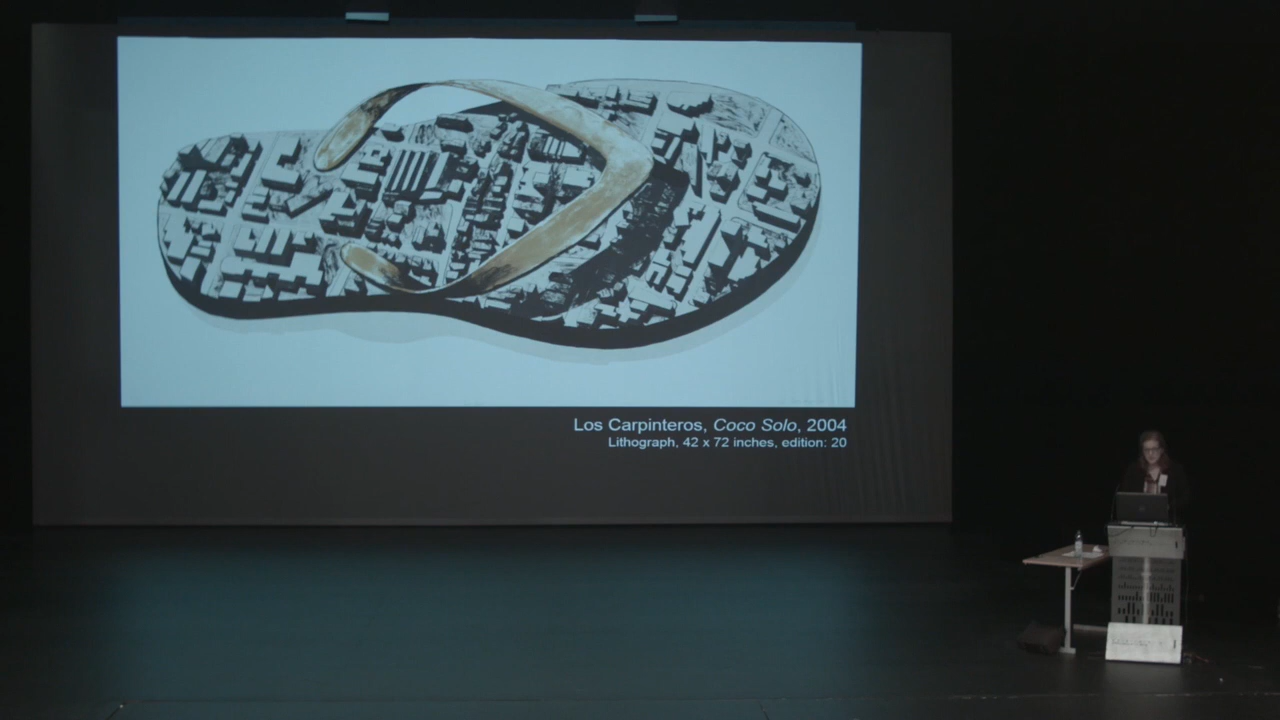 Los Carpinteros, Coco Solo, 2004
Lithograph, 42 x 72 inches, edition: 20